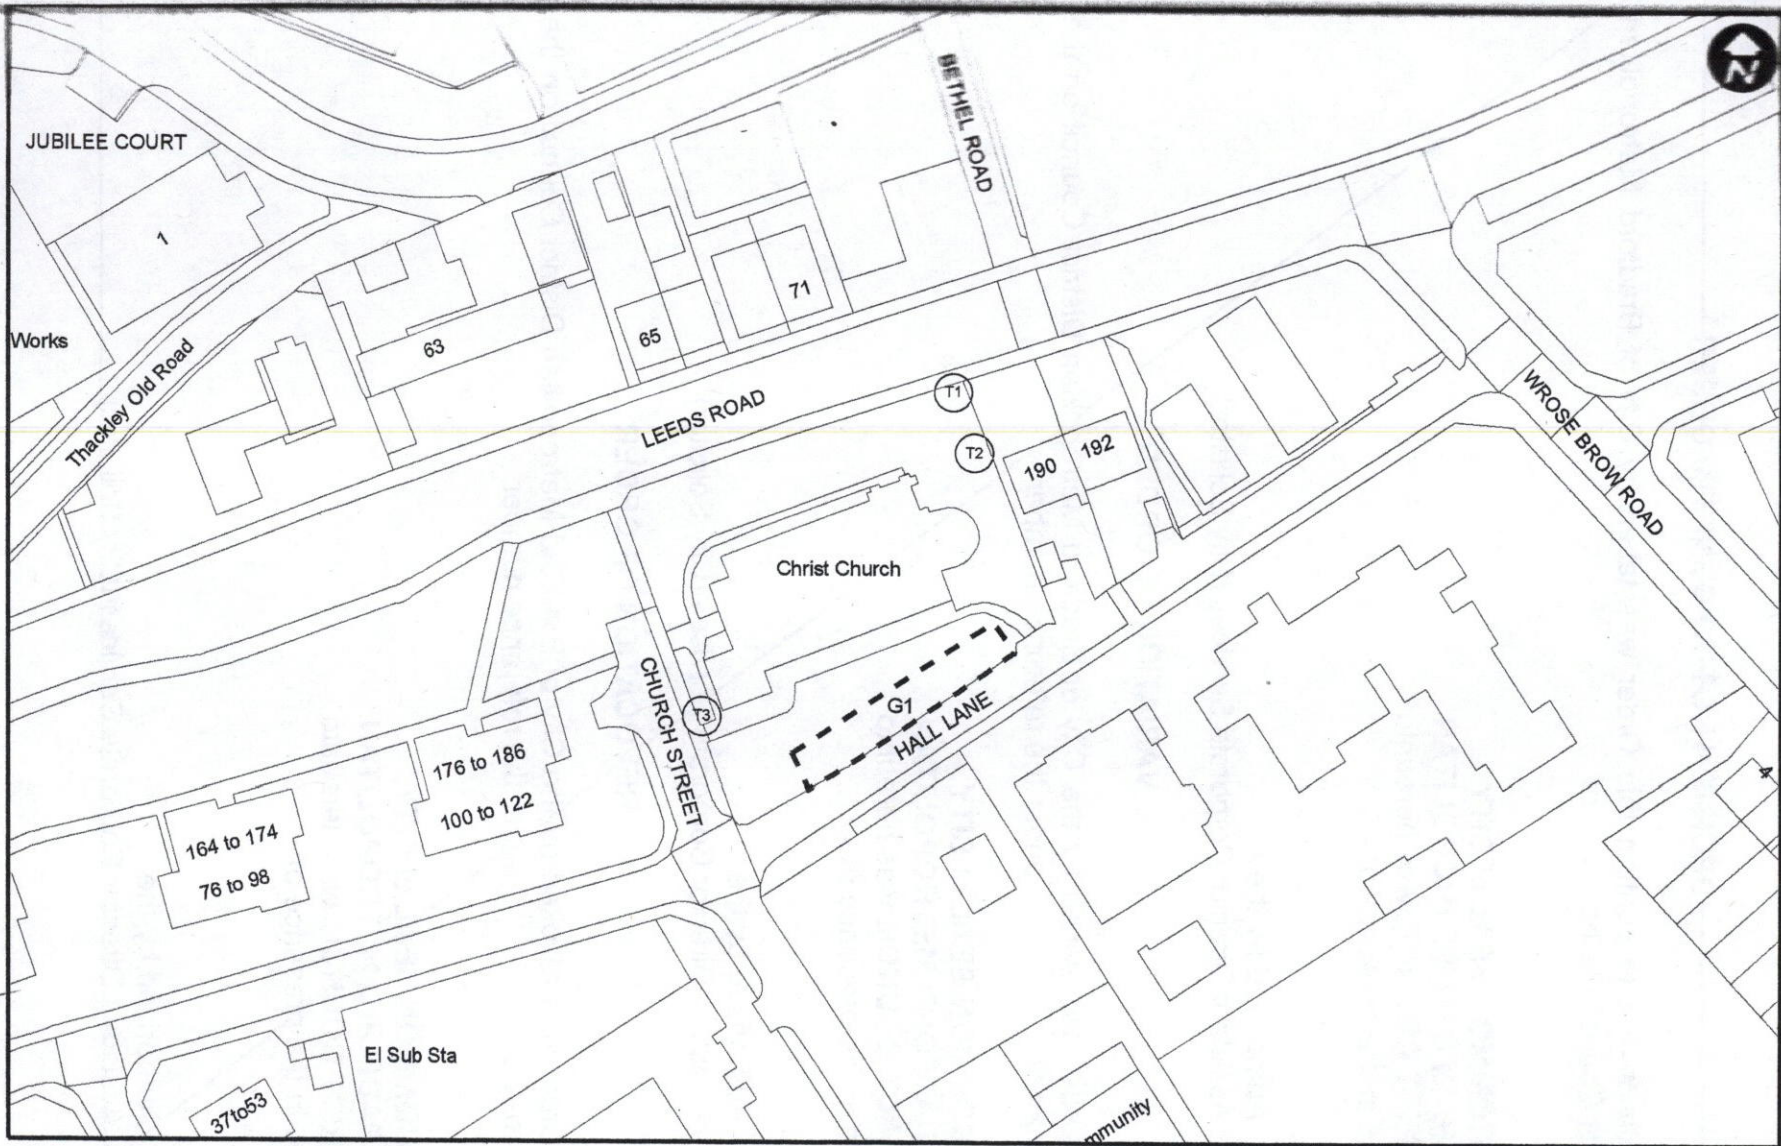 N
BETHEL ROAD
JUBILEE COURT
1
71
Works
65
63
Thackley Old Road
LEEDS ROAD
T1
WROSE BROW ROAD
T2
190
192
Christ Church
CHURCH STREET
G1
T3
HALL LANE
176 to 186
100 to 122
4
164 to 174
76 to 98
El Sub Sta
37to53
mmunity